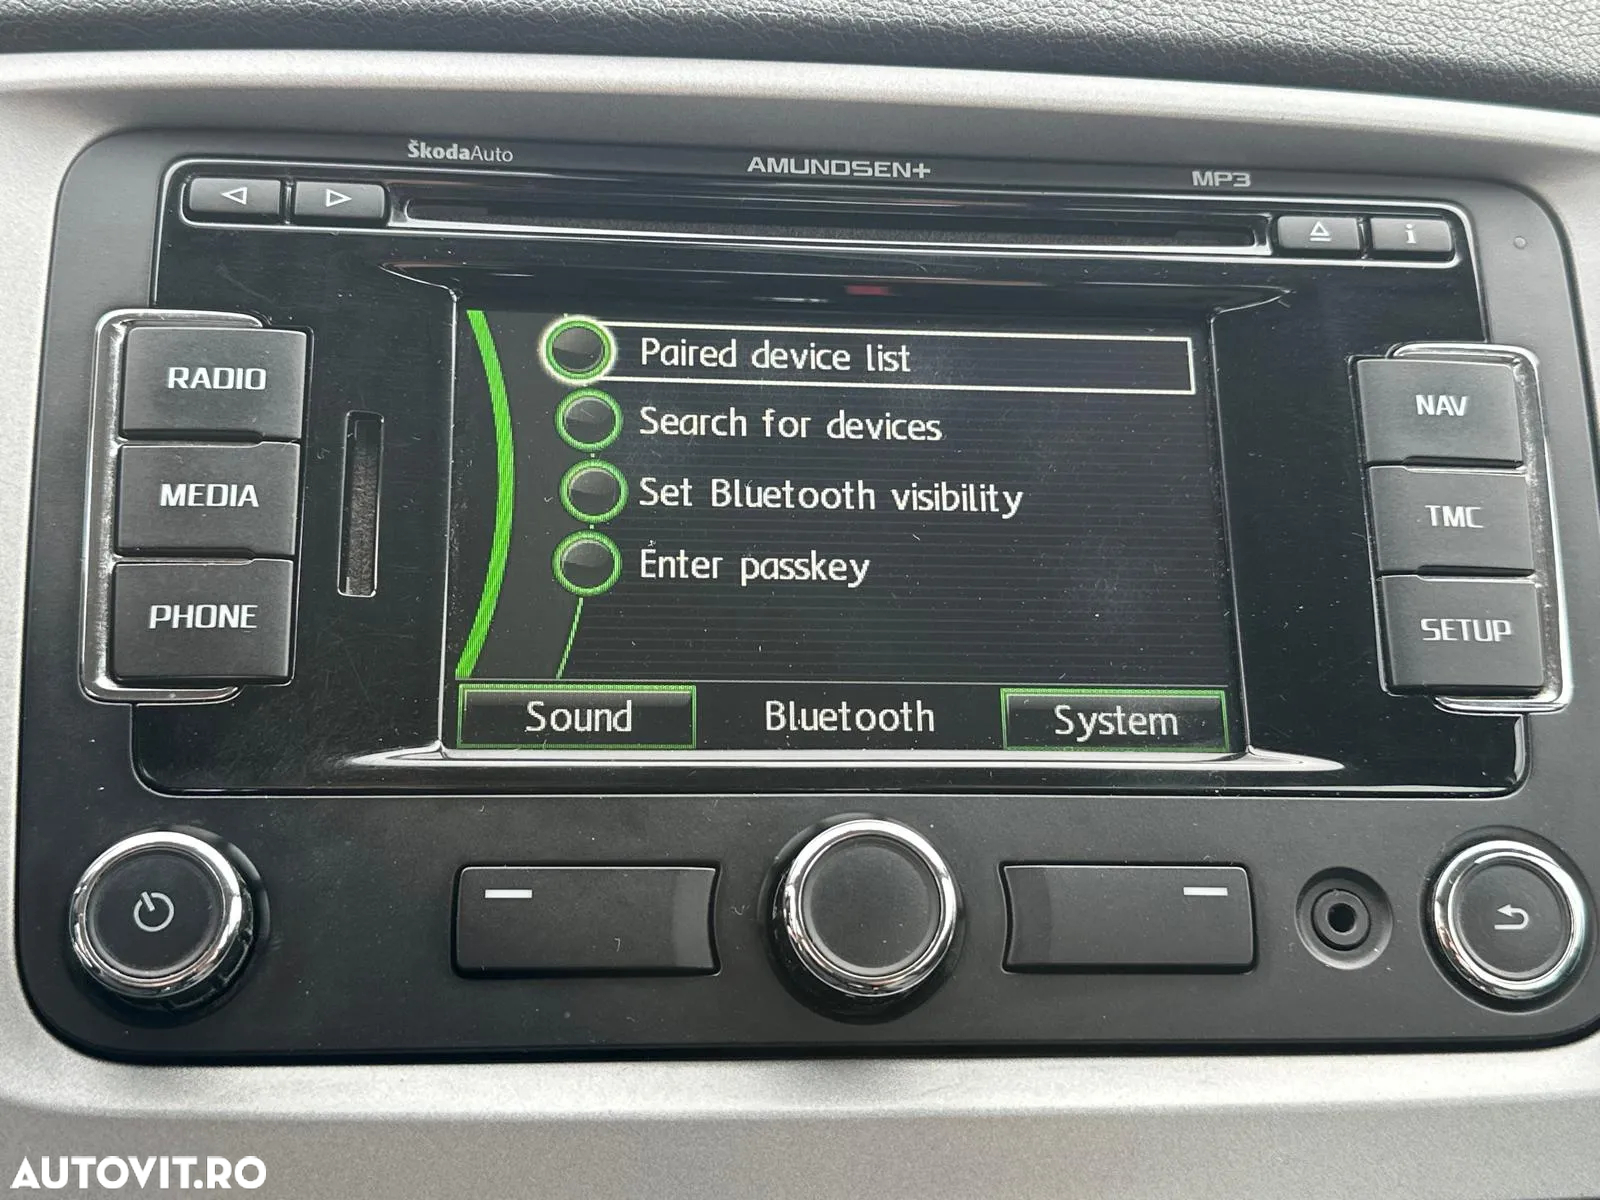 ŠkodaAuto
AMUNDSEN+
MP3
i
RADIO
MEDIA
PHONE
Paired device list
Search for devices
Set Bluetooth visibility
Enter passkey
Sound
Bluetooth
System
NAV
TMC
SETUP
AUTOVIT.RO